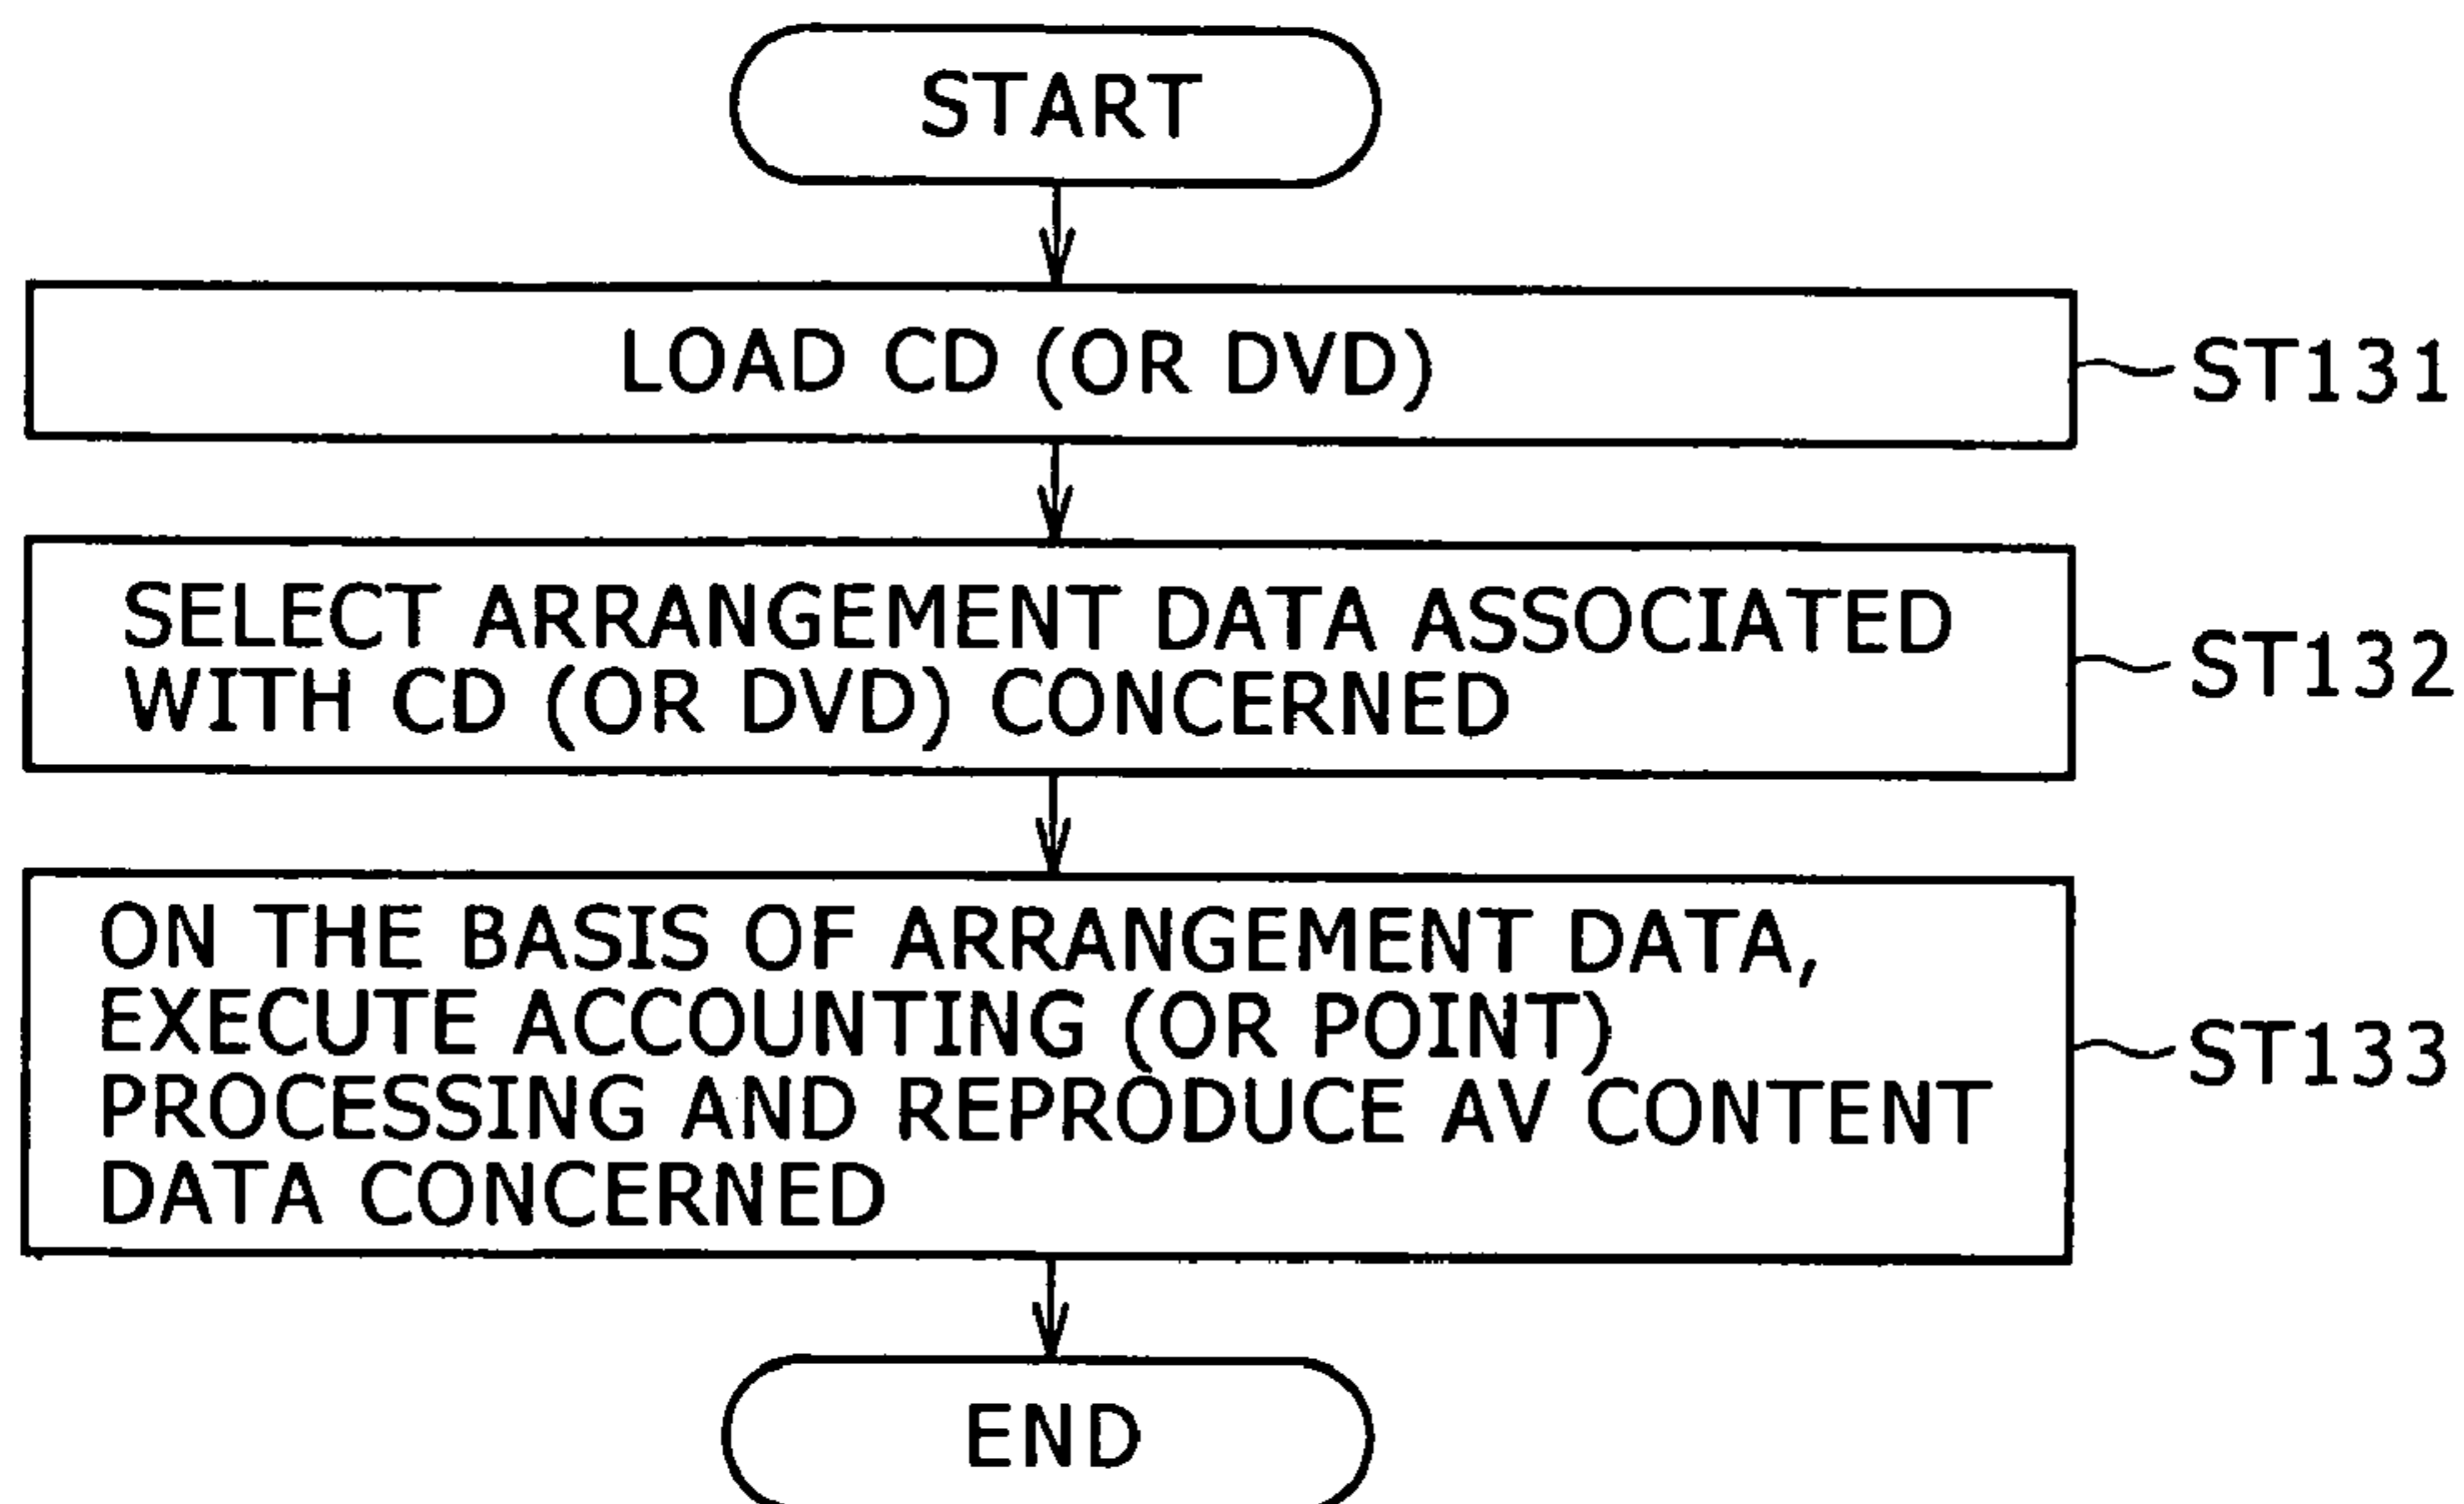 START
LOAD CD (OR DVD)
ST131
SELECT ARRANGEMENT DATA ASSOCIATED
WITH CD (OR DVD) CONCERNED
ST132
ON THE BASIS OF ARRANGEMENT DATA,
EXECUTE ACCOUNTING (OR POINT)
PROCESSING AND REPRODUCE AV CONTENT
DATA CONCERNED
ST133
END